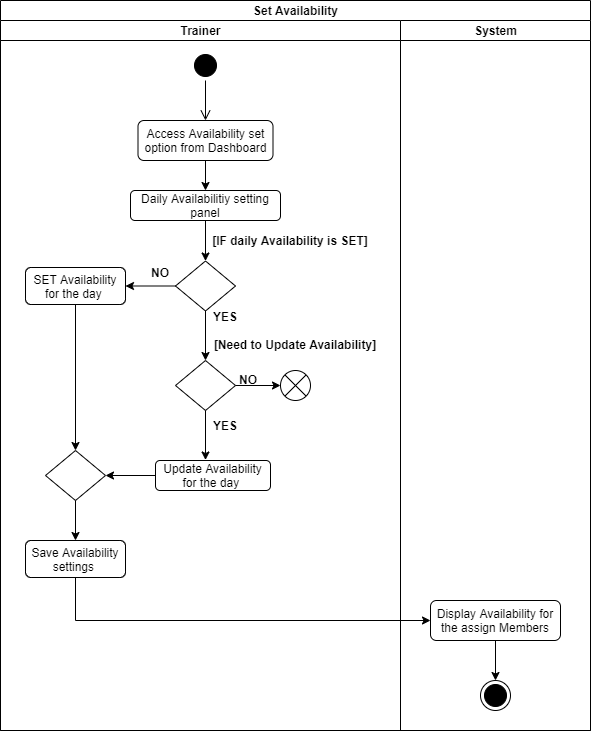 Set Availability
Trainer
System
Access Availability set
option from Dashboard
Daily Availabilitiy setting
panel
[IF daily Availability is SET]
NO
SET Availability
for the day
YES
[Need to Update Availability]
NO
YES
Update Availability
for the day
Save Availability
settings
Display Availability for
the assign Members